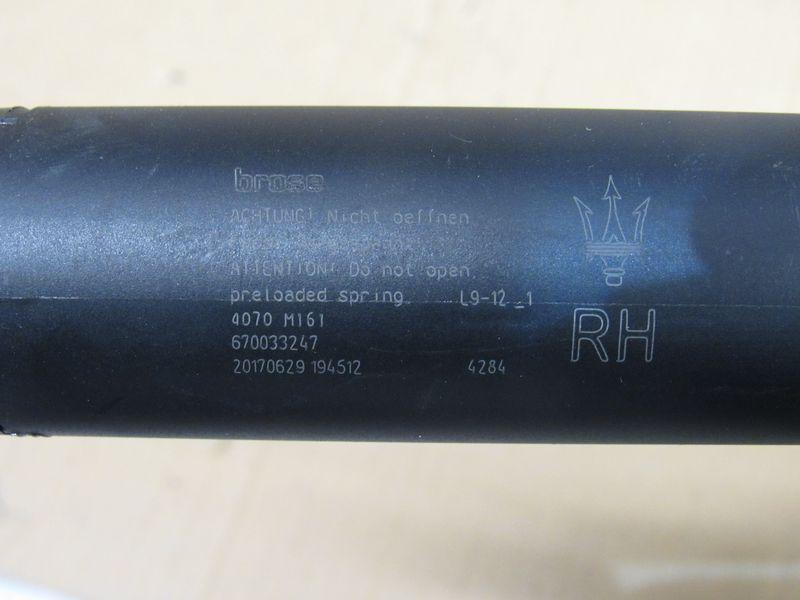 brose
ACHTUNG! Nicht oeffnen
ATTENTION! Do not open
preloaded spring L9-12_1
4070 M161
670033247
20170629 194512 4284
RH